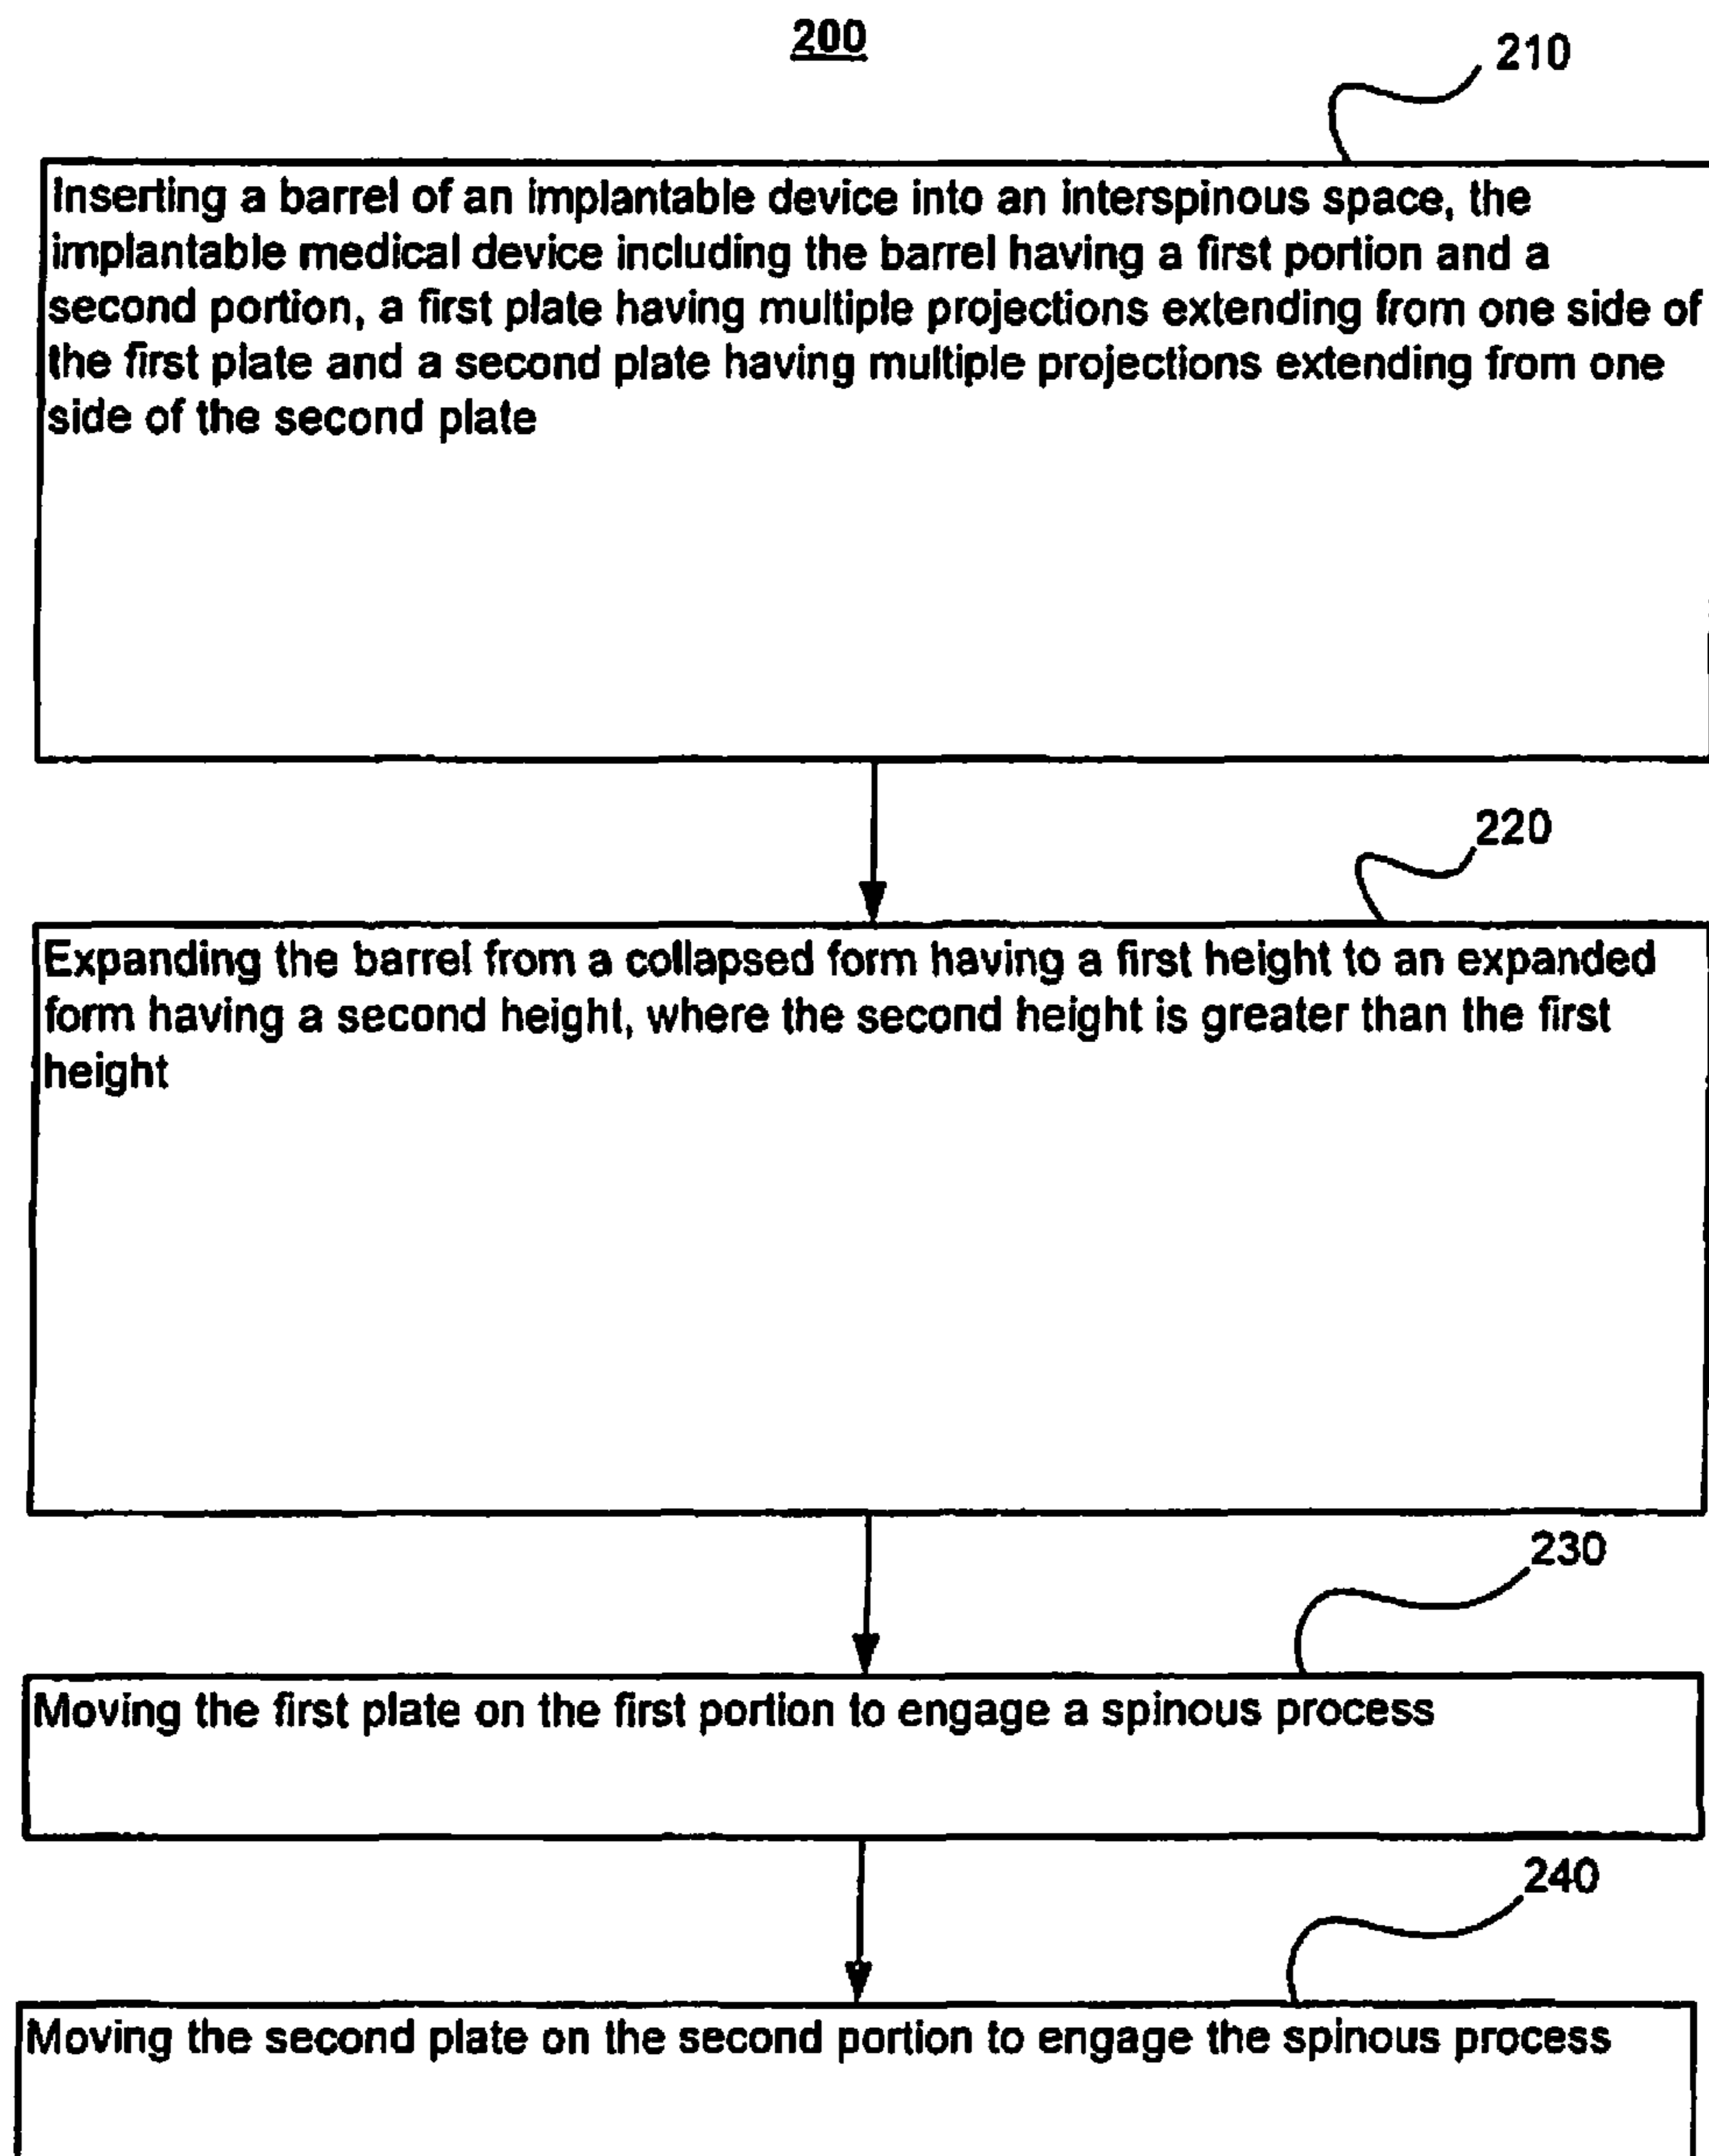 200
210
Inserting a barrel of an implantable device into an interspinous space, the
implantable medical device including the barrel having a first portion and a
second portion, a first plate having multiple projections extending from one side of
the first plate and a second plate having multiple projections extending from one
side of the second plate
220
Expanding the barrel from a collapsed form having a first height to an expanded
form having a second height, where the second height is greater than the first
height
230
Moving the first plate on the first portion to engage a spinous process
240
Moving the second plate on the second portion to engage the spinous process